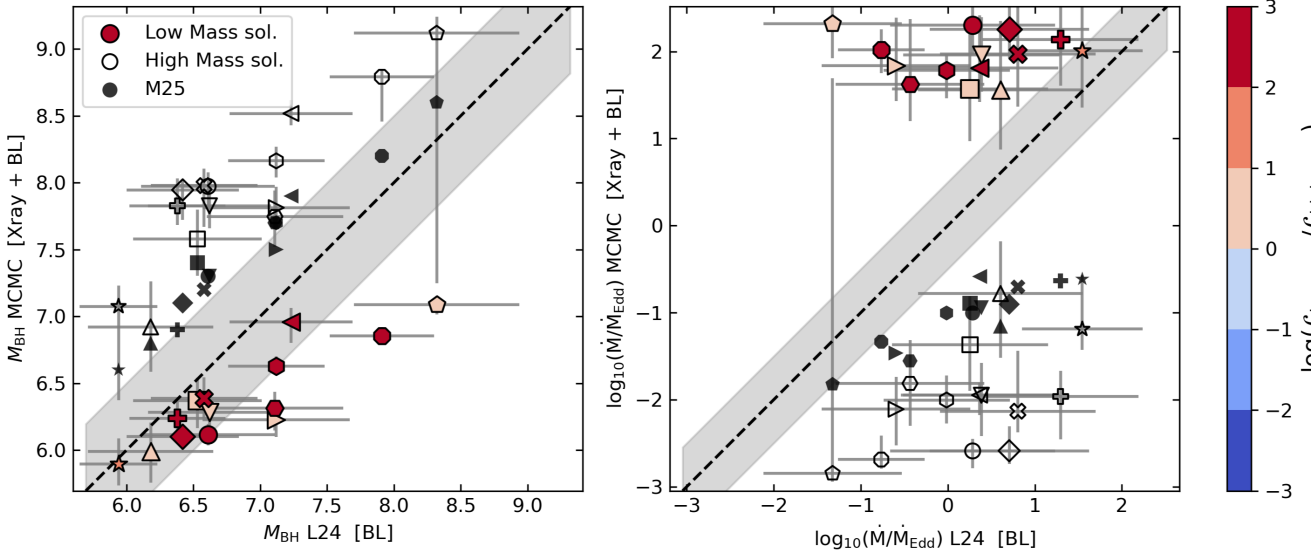 Low Mass sol.
High Mass sol.
M25
9.0
8.5
8.0
7.5
7.0
6.5
6.0
M_BH MCMC [Xray + BL]
6.0 6.5 7.0 7.5 8.0 8.5 9.0
M_BH L24 [BL]
2
1
0
−1
−2
−3
log₁₀(Ṁ/Ṁ_Edd) MCMC [Xray + BL]
−3 −2 −1 0 1 2
log₁₀(Ṁ/Ṁ_Edd) L24 [BL]
3
2
1
0
−1
−2
−3